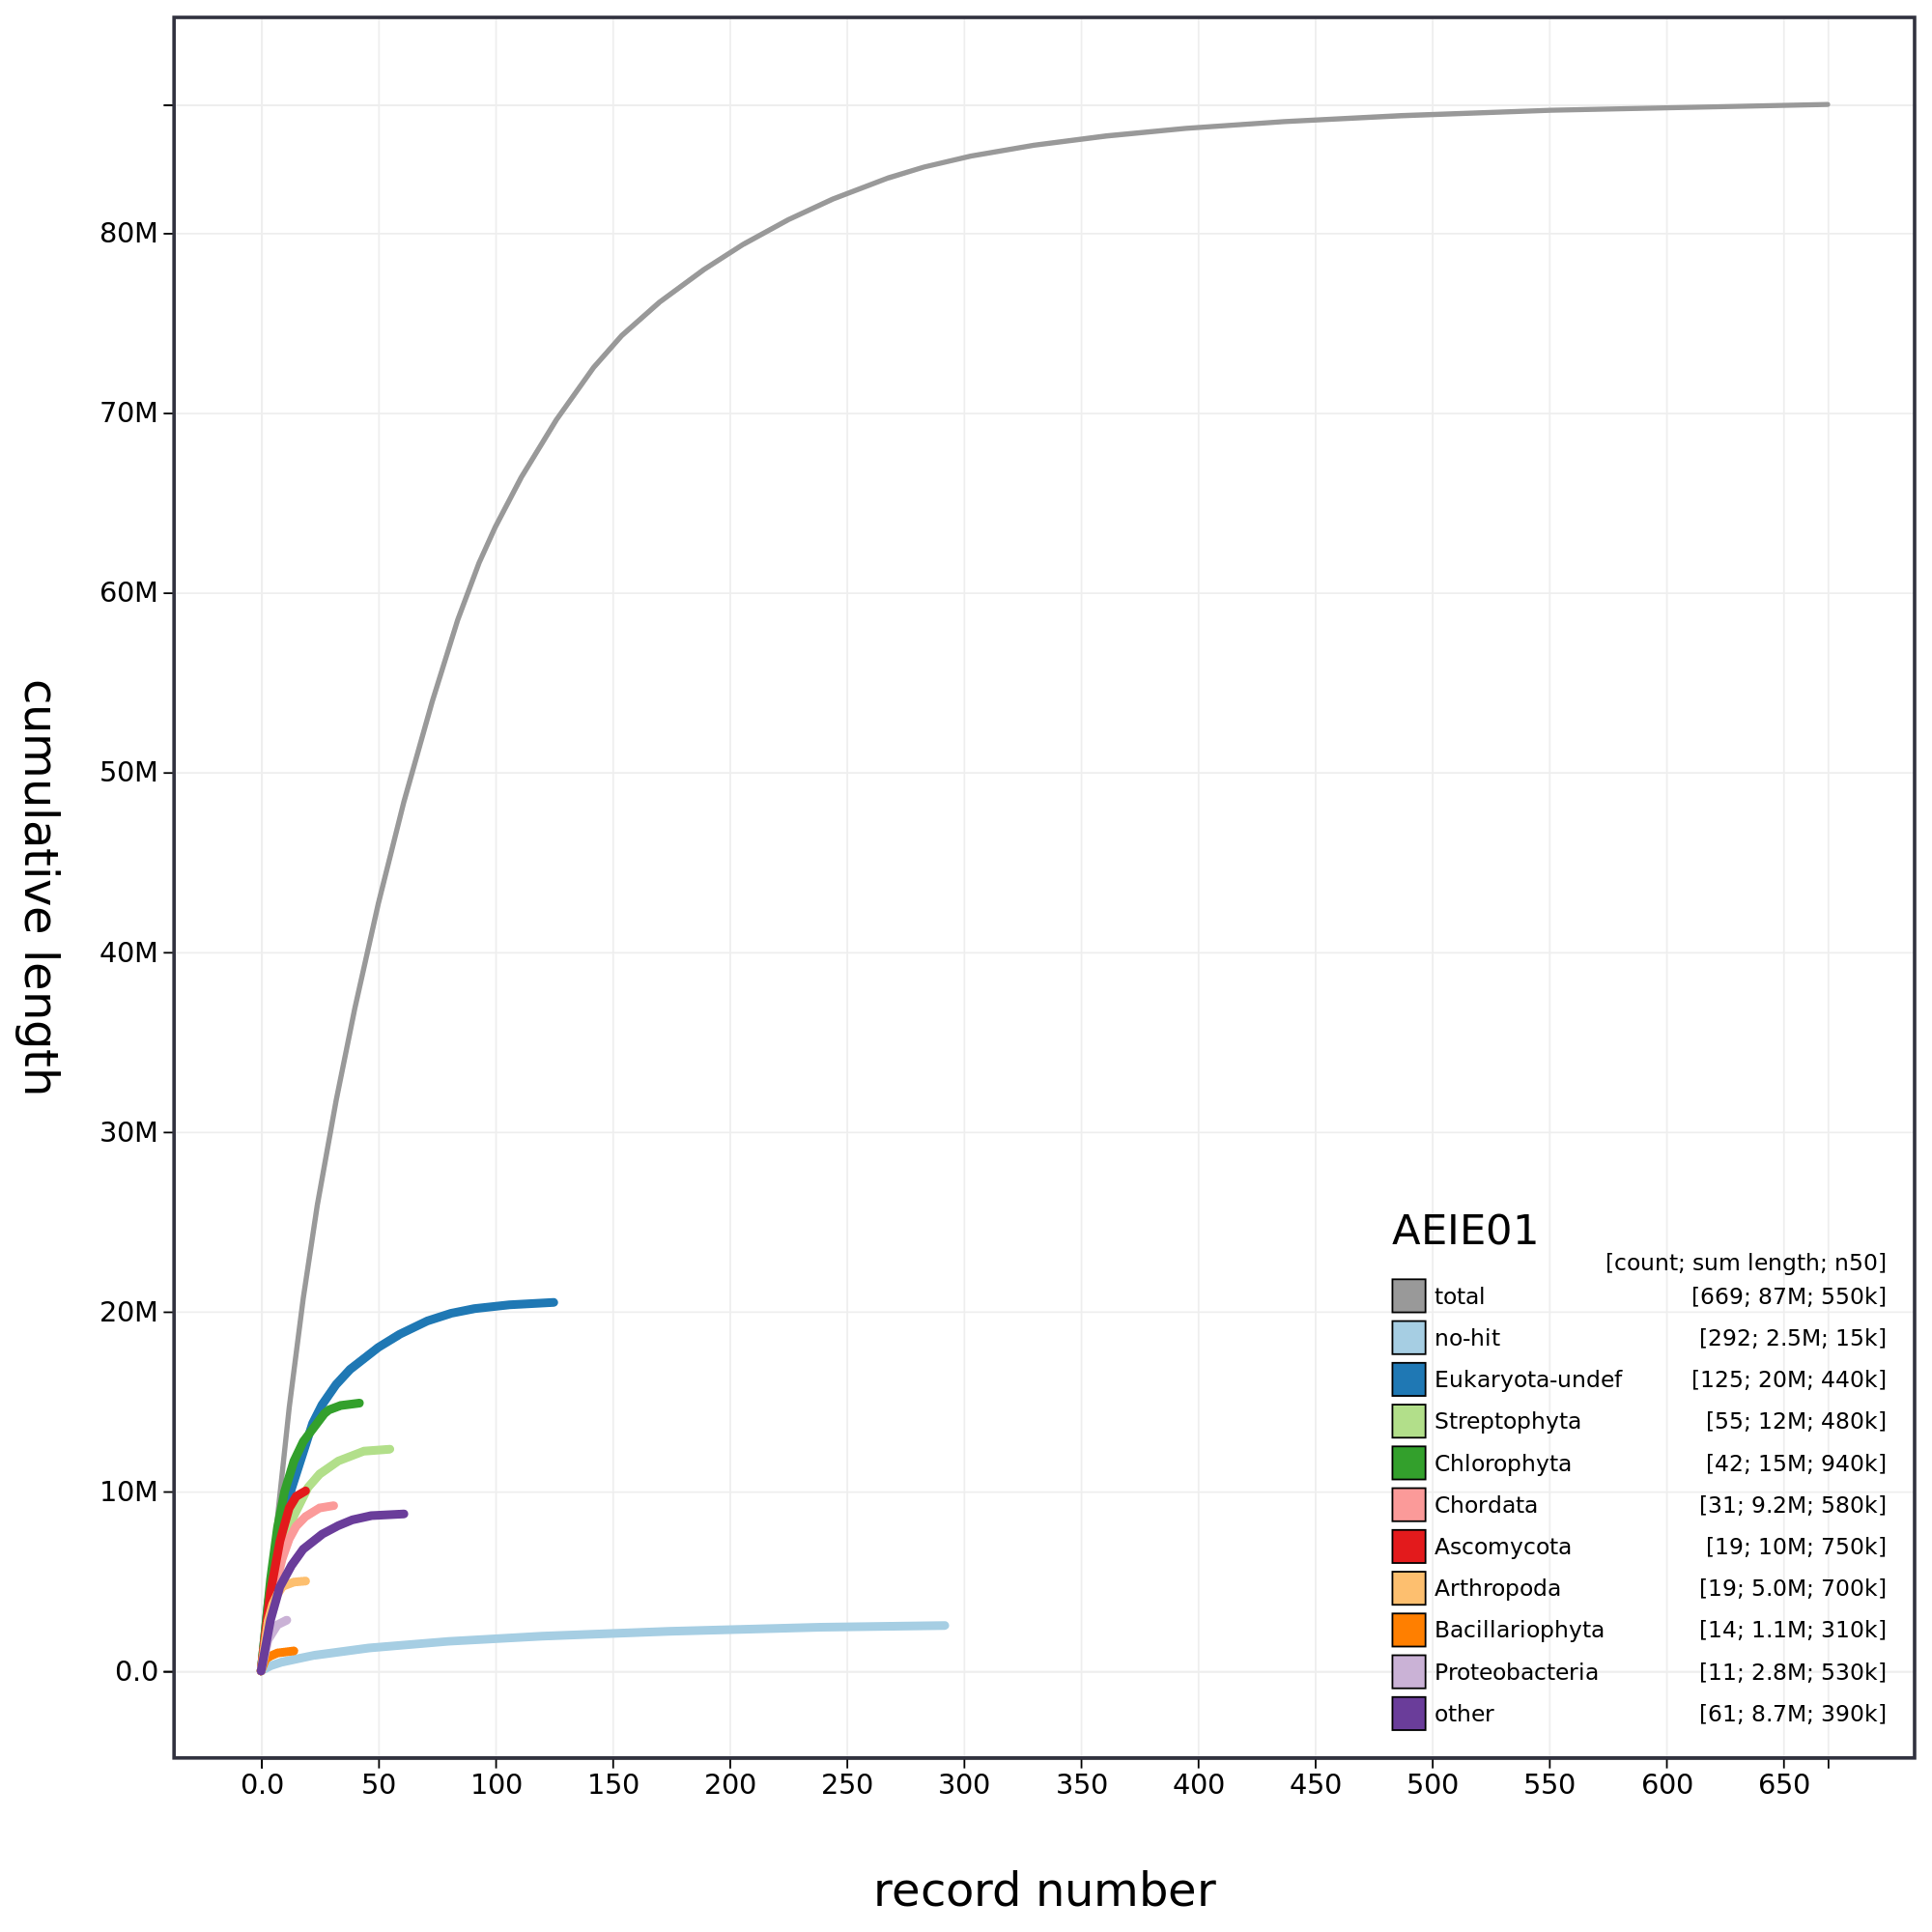 80M
70M
60M
50M
40M
30M
20M
10M
0.0
cumulative length
AEIE01
[count; sum length; n50]
total [669; 87M; 550k]
no-hit [292; 2.5M; 15k]
Eukaryota-undef [125; 20M; 440k]
Streptophyta [55; 12M; 480k]
Chlorophyta [42; 15M; 940k]
Chordata [31; 9.2M; 580k]
Ascomycota [19; 10M; 750k]
Arthropoda [19; 5.0M; 700k]
Bacillariophyta [14; 1.1M; 310k]
Proteobacteria [11; 2.8M; 530k]
other [61; 8.7M; 390k]
0.0 50 100 150 200 250 300 350 400 450 500 550 600 650
record number